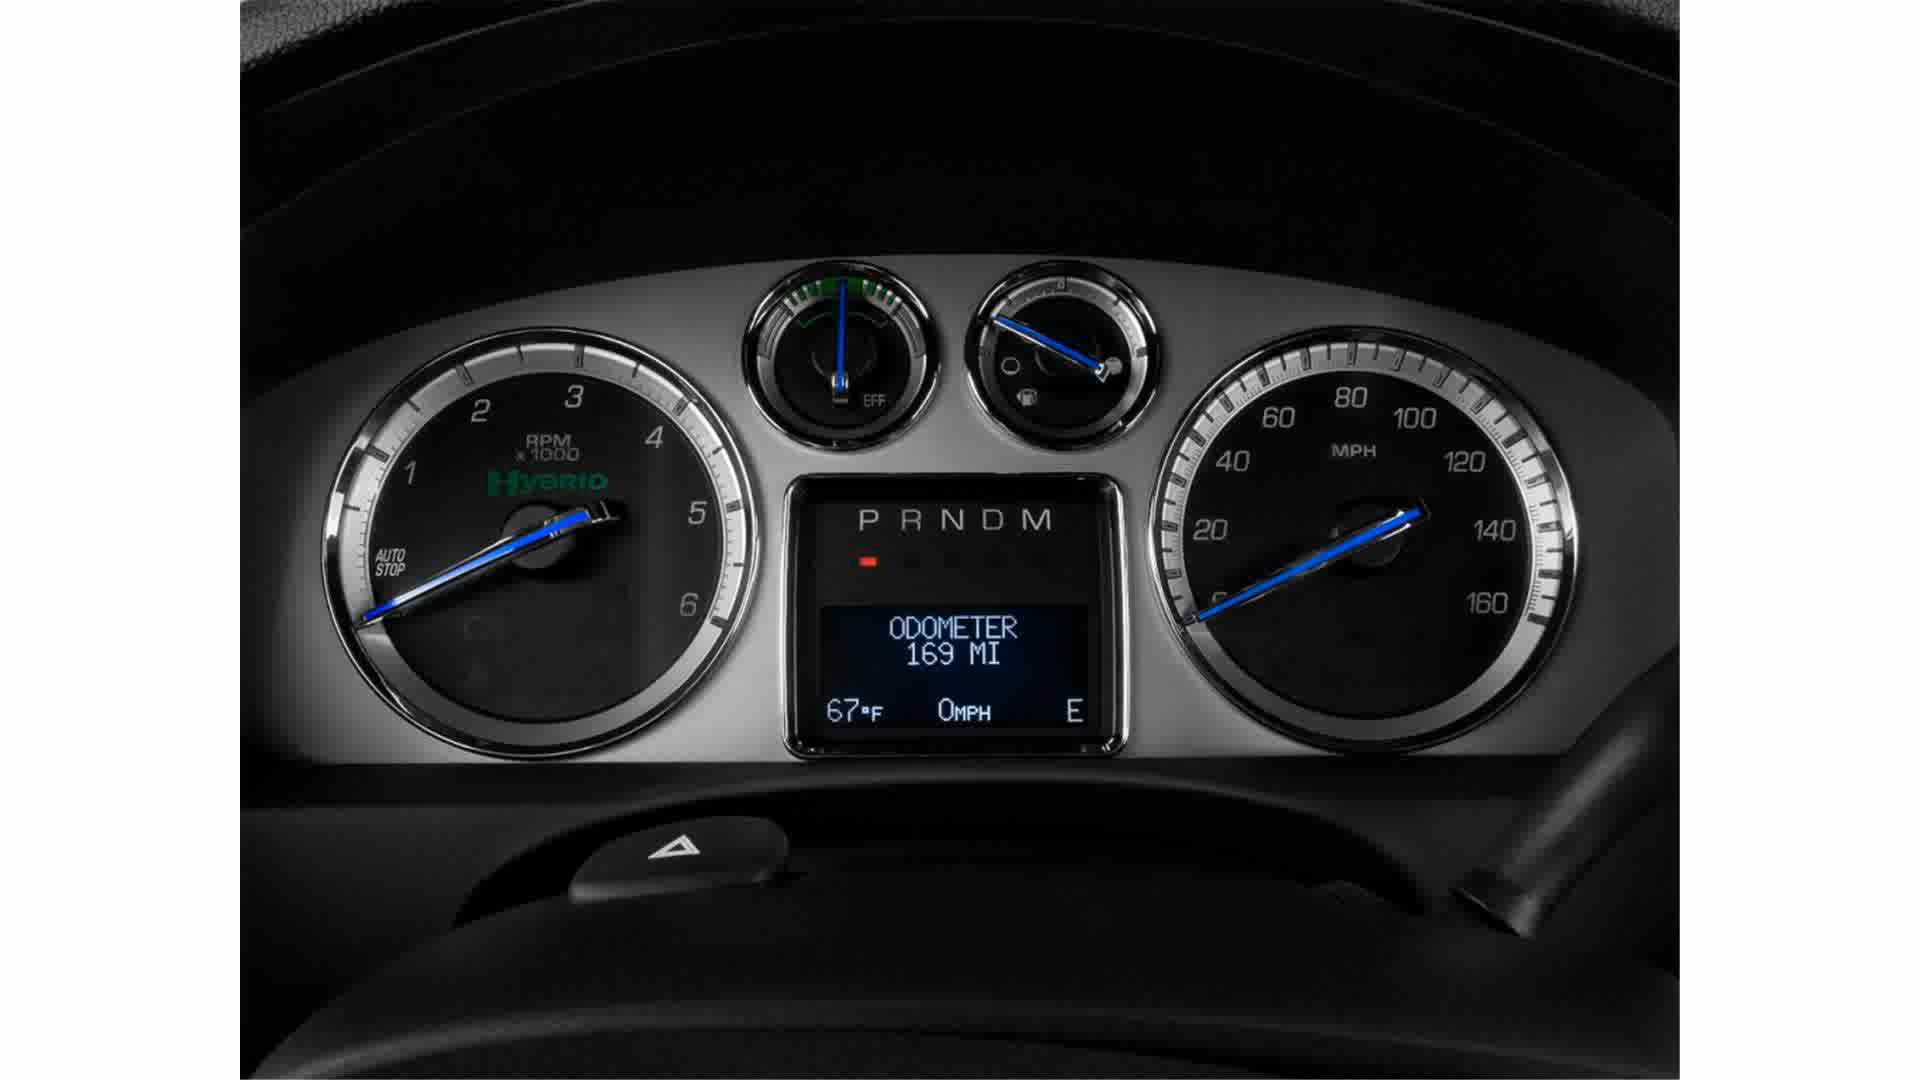 EFF
1 2 3 4 5 6
RPM
x 1000
HYBRID
AUTO
STOP
P R N D M
ODOMETER
169 MI
67°F 0MPH E
20 40 60 80 100 120 140 160
MPH